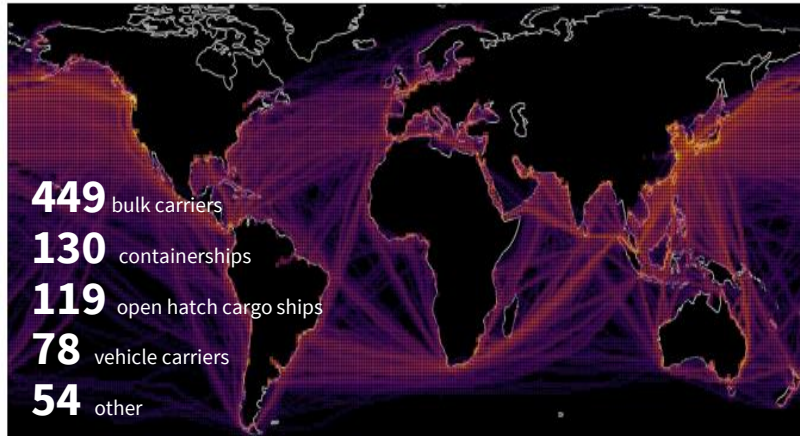 449 bulk carriers
130 containerships
119 open hatch cargo ships
78 vehicle carriers
54 other